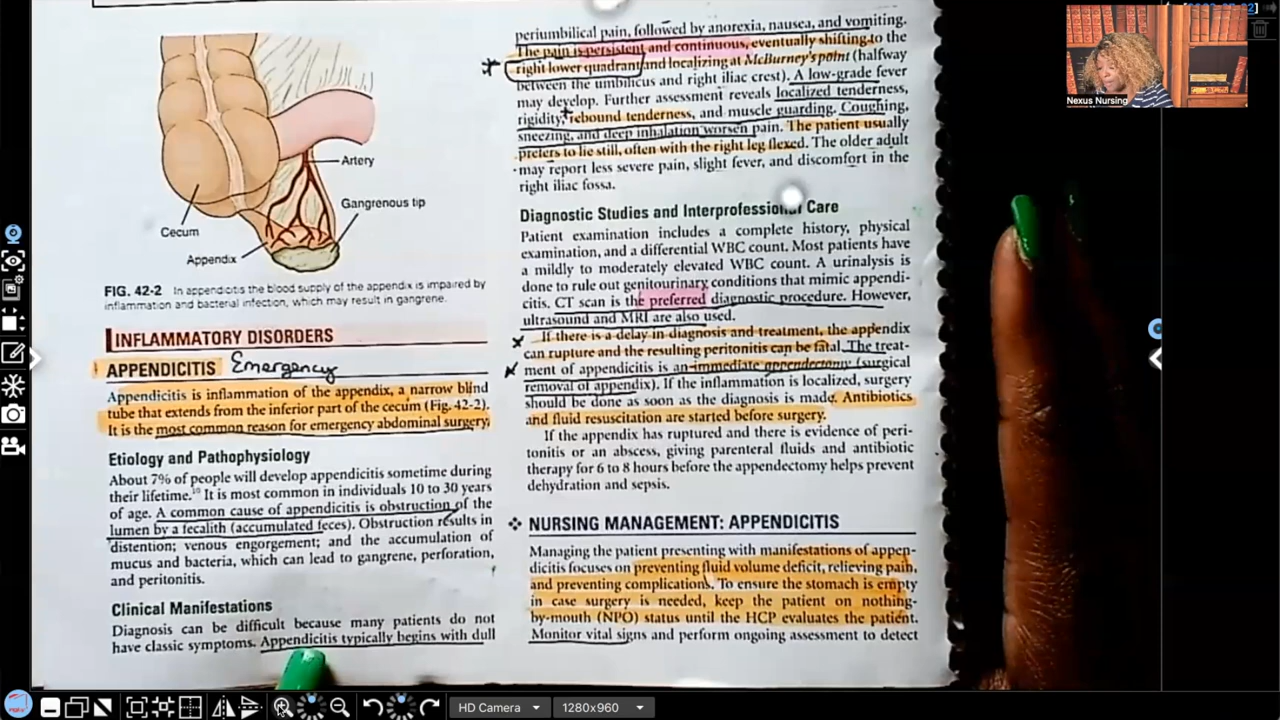 Artery
Gangrenous tip
Cecum
Appendix
FIG. 42-2 In appendicitis the blood supply of the appendix is impaired by
inflammation and bacterial infection, which may result in gangrene.
INFLAMMATORY DISORDERS
APPENDICITIS Emergency
Appendicitis is inflammation of the appendix, a narrow blind
tube that extends from the inferior part of the cecum (Fig. 42-2).
It is the most common reason for emergency abdominal surgery.
Etiology and Pathophysiology
About 7% of people will develop appendicitis sometime during
their lifetime.10 It is most common in individuals 10 to 30 years
of age. A common cause of appendicitis is obstruction of the
lumen by a fecalith (accumulated feces). Obstruction results in
distention; venous engorgement; and the accumulation of
mucus and bacteria, which can lead to gangrene, perforation,
and peritonitis.
Clinical Manifestations
Diagnosis can be difficult because many patients do not
have classic symptoms. Appendicitis typically begins with dull
periumbilical pain, followed by anorexia, nausea, and vomiting.
The pain is persistent and continuous, eventually shifting to the
right lower quadrant and localizing at McBurney's point (halfway
between the umbilicus and right iliac crest). A low-grade fever
may develop. Further assessment reveals localized tenderness,
rigidity, rebound tenderness, and muscle guarding. Coughing,
sneezing, and deep inhalation worsen pain. The patient usually
prefers to lie still, often with the right leg flexed. The older adult
may report less severe pain, slight fever, and discomfort in the
right iliac fossa.
Diagnostic Studies and Interprofessional Care
Patient examination includes a complete history, physical
examination, and a differential WBC count. Most patients have
a mildly to moderately elevated WBC count. A urinalysis is
done to rule out genitourinary conditions that mimic appendi-
citis. CT scan is the preferred diagnostic procedure. However,
ultrasound and MRI are also used.
If there is a delay in diagnosis and treatment, the appendix
can rupture and the resulting peritonitis can be fatal. The treat-
ment of appendicitis is an immediate appendectomy (surgical
removal of appendix). If the inflammation is localized, surgery
should be done as soon as the diagnosis is made. Antibiotics
and fluid resuscitation are started before surgery.
If the appendix has ruptured and there is evidence of peri-
tonitis or an abscess, giving parenteral fluids and antibiotic
therapy for 6 to 8 hours before the appendectomy helps prevent
dehydration and sepsis.
NURSING MANAGEMENT: APPENDICITIS
Managing the patient presenting with manifestations of appen-
dicitis focuses on preventing fluid volume deficit, relieving pain,
and preventing complications. To ensure the stomach is empty
in case surgery is needed, keep the patient on nothing-
by-mouth (NPO) status until the HCP evaluates the patient.
Monitor vital signs and perform ongoing assessment to detect
Nexus Nursing
HD Camera
1280x960